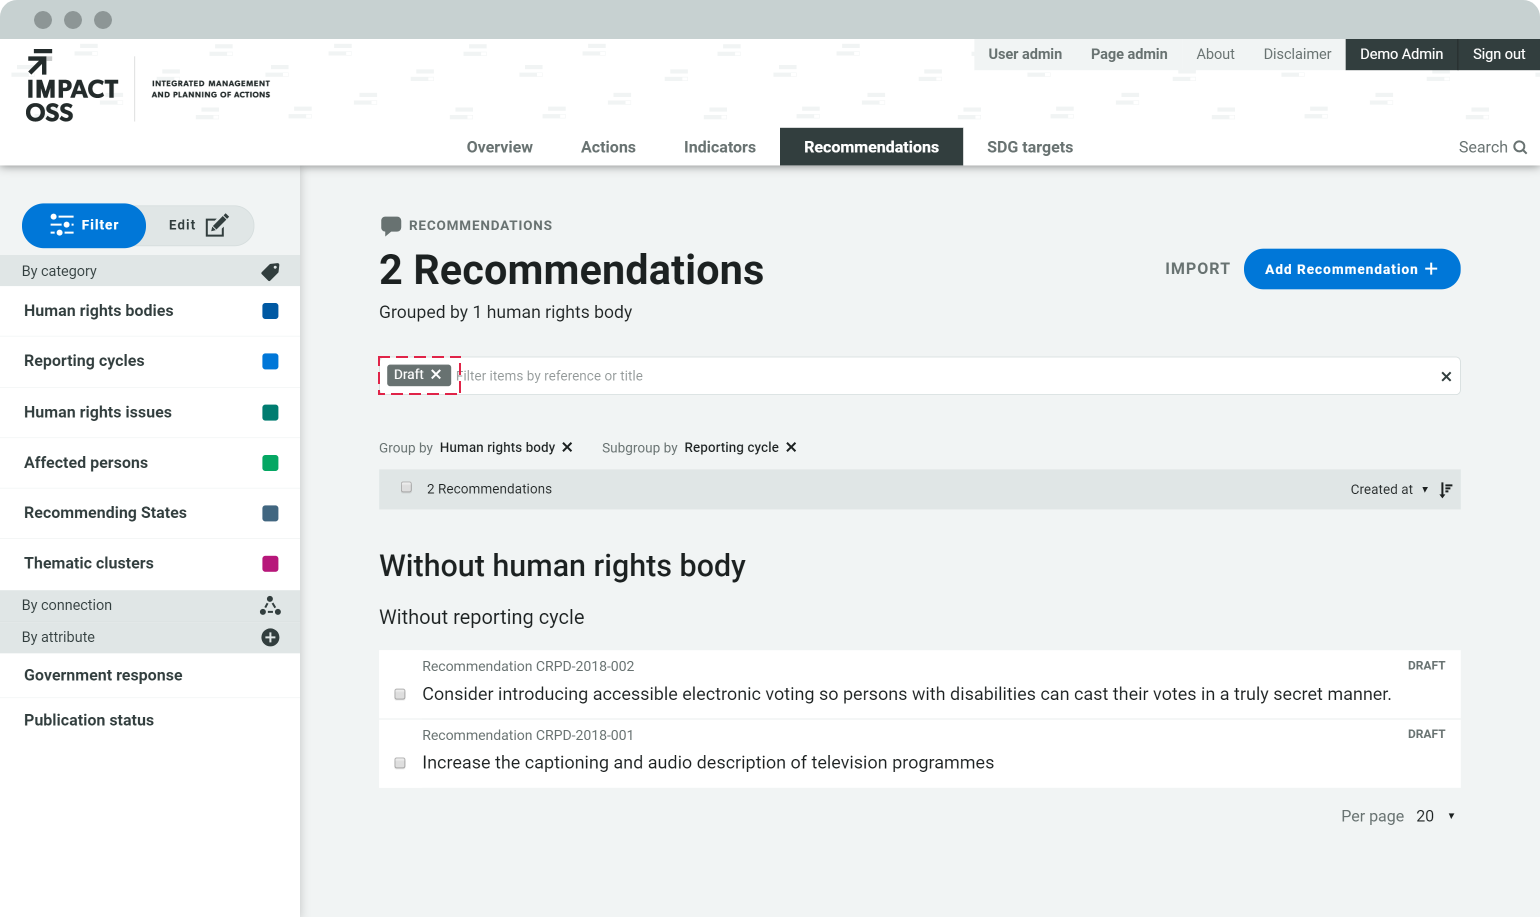 User admin Page admin About Disclaimer Demo Admin Sign out
IMPACT
OSS
INTEGRATED MANAGEMENT
AND PLANNING OF ACTIONS
Overview Actions Indicators Recommendations SDG targets Search
Filter Edit
By category
Human rights bodies
Reporting cycles
Human rights issues
Affected persons
Recommending States
Thematic clusters
By connection
By attribute
Government response
Publication status
RECOMMENDATIONS
2 Recommendations
IMPORT Add Recommendation +
Grouped by 1 human rights body
Draft ✕ Filter items by reference or title ✕
Group by Human rights body ✕ Subgroup by Reporting cycle ✕
2 Recommendations Created at
Without human rights body
Without reporting cycle
Recommendation CRPD-2018-002 DRAFT
Consider introducing accessible electronic voting so persons with disabilities can cast their votes in a truly secret manner.
Recommendation CRPD-2018-001 DRAFT
Increase the captioning and audio description of television programmes
Per page 20